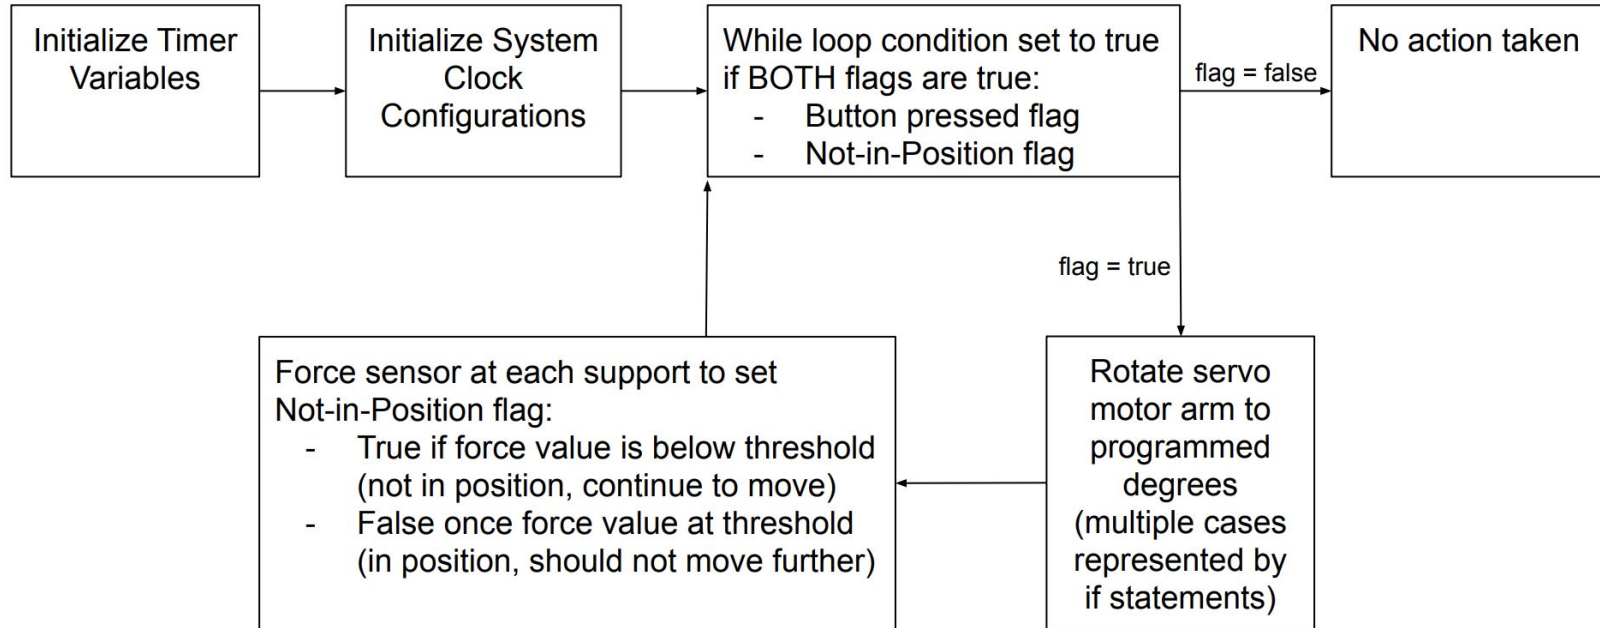 Initialize Timer
Variables
Initialize System
Clock
Configurations
While loop condition set to true
if BOTH flags are true:
- Button pressed flag
- Not-in-Position flag
flag = false
No action taken
flag = true
Force sensor at each support to set
Not-in-Position flag:
- True if force value is below threshold
(not in position, continue to move)
- False once force value at threshold
(in position, should not move further)
Rotate servo
motor arm to
programmed
degrees
(multiple cases
represented by
if statements)